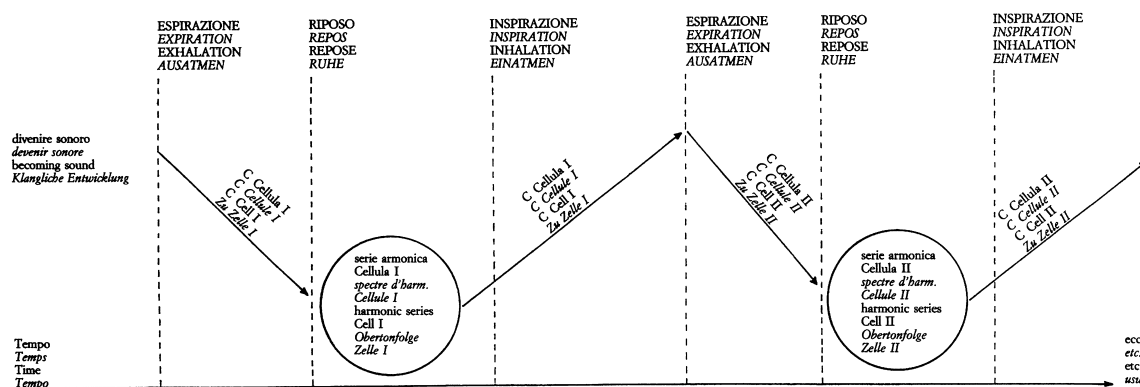 ESPIRAZIONE
EXPIRATION
EXHALATION
AUSATMEN
RIPOSO
REPOS
REPOSE
RUHE
INSPIRAZIONE
INSPIRATION
INHALATION
EINATMEN
ESPIRAZIONE
EXPIRATION
EXHALATION
AUSATMEN
RIPOSO
REPOS
REPOSE
RUHE
INSPIRAZIONE
INSPIRATION
INHALATION
EINATMEN
divenire sonoro
devenir sonore
becoming sound
Klangliche Entwicklung
C Cellula I
C Cellule I
C Cell I
Zu Zelle I
serie armonica
Cellula I
spectre d'harm.
Cellule I
harmonic series
Cell I
Obertonfolge
Zelle I
C Cellula I
C Cellule I
C Cell I
Zu Zelle I
C Cellula II
C Cellule II
C Cell II
Zu Zelle II
serie armonica
Cellula II
spectre d'harm.
Cellule II
harmonic series
Cell II
Obertonfolge
Zelle II
C Cellula II
C Cellule II
C Cell II
Zu Zelle II
Tempo
Temps
Time
Tempo
etc